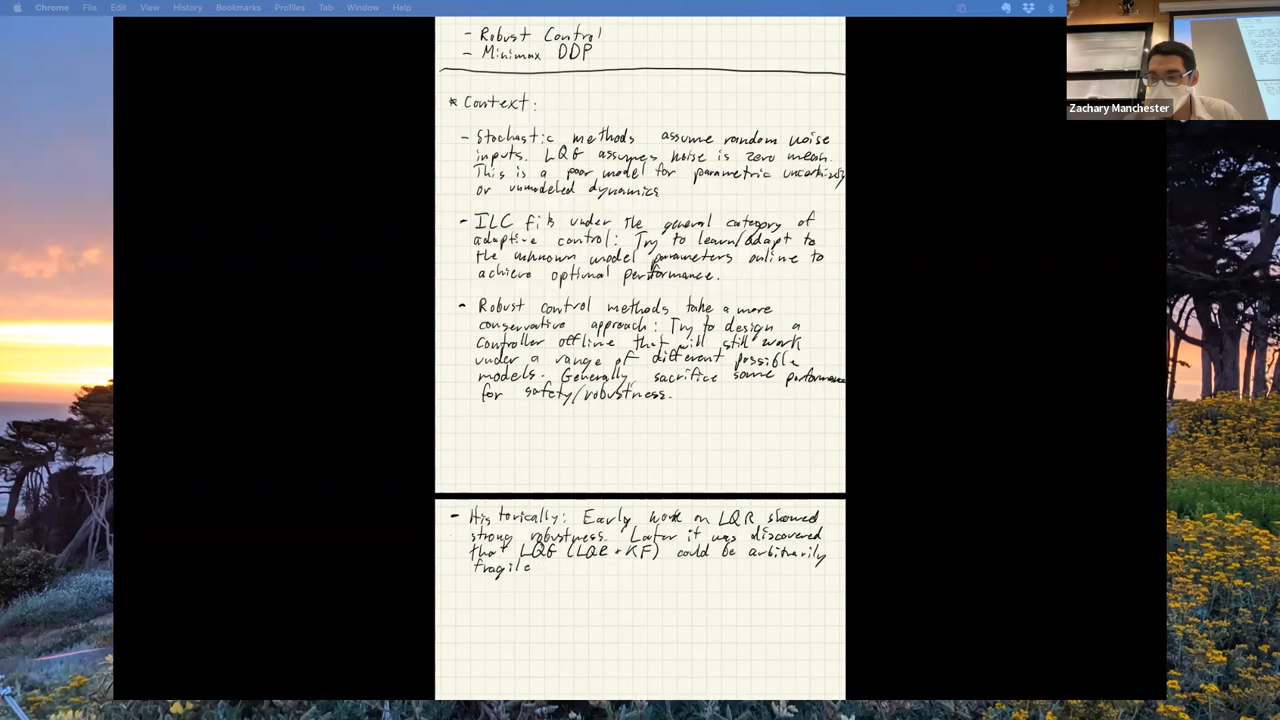 Chrome File Edit View History Bookmarks Profiles Tab Window Help
- Robust Control
- Minimax DDP
* Context:
- Stochastic methods assume random noise
inputs. LQG assumes noise is zero mean.
This is a poor model for parametric uncertainty
or unmodeled dynamics
- ILC fits under the general category of
adaptive control: Try to learn/adapt to
the unknown model parameters online to
achieve optimal performance.
- Robust control methods take a more
conservative approach: Try to design a
controller offline that will still work
under a range of different possible
models. Generally sacrifice some performance
for safety/robustness.
- Historically: Early work on LQR showed
strong robustness. Later it was discovered
that LQG (LQR + KF) could be arbitrarily
fragile
Zachary Manchester